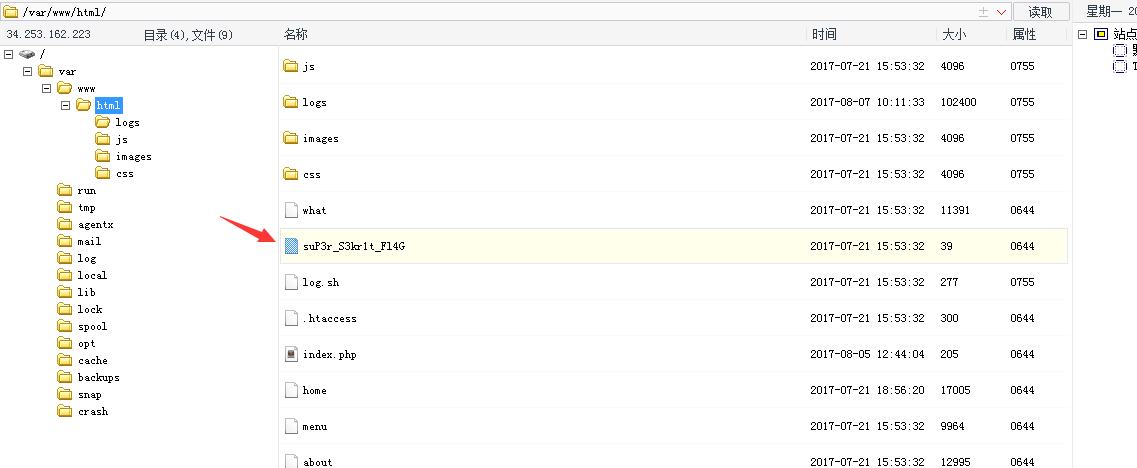 /var/www/html/ 读取 星期一 20
34.253.162.223 目录(4),文件(9) 名称 时间 大小 属性 站点
/
var
www
html
logs
js
images
css
run
tmp
agentx
mail
log
local
lib
lock
spool
opt
cache
backups
snap
crash
js 2017-07-21 15:53:32 4096 0755
logs 2017-08-07 10:11:33 102400 0755
images 2017-07-21 15:53:32 4096 0755
css 2017-07-21 15:53:32 4096 0755
what 2017-07-21 15:53:32 11391 0644
suP3r_S3kr1t_Fl4G 2017-07-21 15:53:32 39 0644
log.sh 2017-07-21 15:53:32 277 0755
.htaccess 2017-07-21 15:53:32 300 0644
index.php 2017-08-05 12:44:04 205 0644
home 2017-07-21 18:56:20 17005 0644
menu 2017-07-21 15:53:32 9964 0644
about 2017-07-21 15:53:32 12995 0644